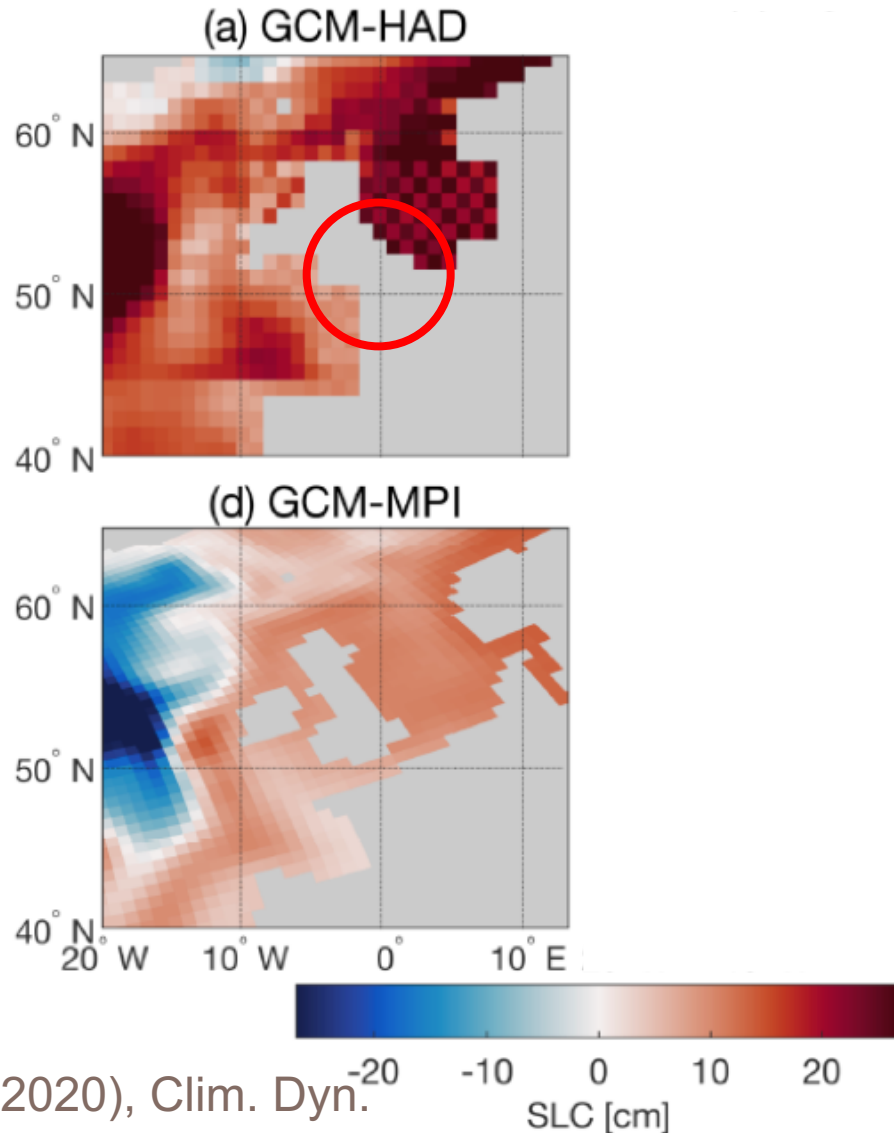 (a) GCM-HAD
60° N
50° N
40° N
(d) GCM-MPI
60° N
50° N
40° N
20° W 10° W 0° 10° E
-20 -10 0 10 20
SLC [cm]
2020), Clim. Dyn.